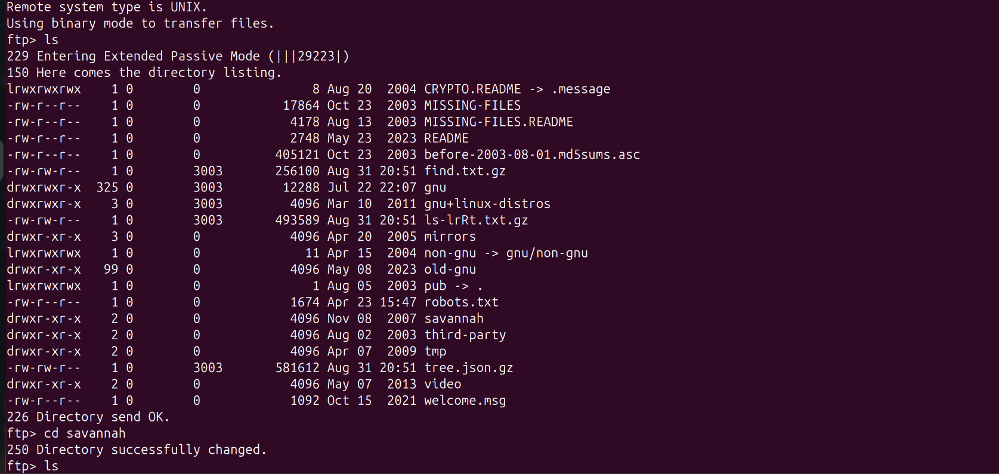 Remote system type is UNIX.
Using binary mode to transfer files.
ftp> ls
229 Entering Extended Passive Mode (|||29223|)
150 Here comes the directory listing.
lrwxrwxrwx    1 0        0               8 Aug 20  2004 CRYPTO.README -> .message
-rw-r--r--    1 0        0           17864 Oct 23  2003 MISSING-FILES
-rw-r--r--    1 0        0            4178 Aug 13  2003 MISSING-FILES.README
-rw-r--r--    1 0        0            2748 May 23  2023 README
-rw-r--r--    1 0        0          405121 Oct 23  2003 before-2003-08-01.md5sums.asc
-rw-rw-r--    1 0        3003       256100 Aug 31 20:51 find.txt.gz
drwxrwxr-x  325 0        3003        12288 Jul 22 22:07 gnu
drwxrwxr-x    3 0        3003         4096 Mar 10  2011 gnu+linux-distros
-rw-rw-r--    1 0        3003       493589 Aug 31 20:51 ls-lrRt.txt.gz
drwxr-xr-x    3 0        0            4096 Apr 20  2005 mirrors
lrwxrwxrwx    1 0        0              11 Apr 15  2004 non-gnu -> gnu/non-gnu
drwxr-xr-x   99 0        0            4096 May 08  2023 old-gnu
lrwxrwxrwx    1 0        0               1 Aug 05  2003 pub -> .
-rw-r--r--    1 0        0            1674 Apr 23 15:47 robots.txt
drwxr-xr-x    2 0        0            4096 Nov 08  2007 savannah
drwxr-xr-x    2 0        0            4096 Aug 02  2003 third-party
drwxr-xr-x    2 0        0            4096 Apr 07  2009 tmp
-rw-rw-r--    1 0        3003       581612 Aug 31 20:51 tree.json.gz
drwxr-xr-x    2 0        0            4096 May 07  2013 video
-rw-r--r--    1 0        0            1092 Oct 15  2021 welcome.msg
226 Directory send OK.
ftp> cd savannah
250 Directory successfully changed.
ftp> ls